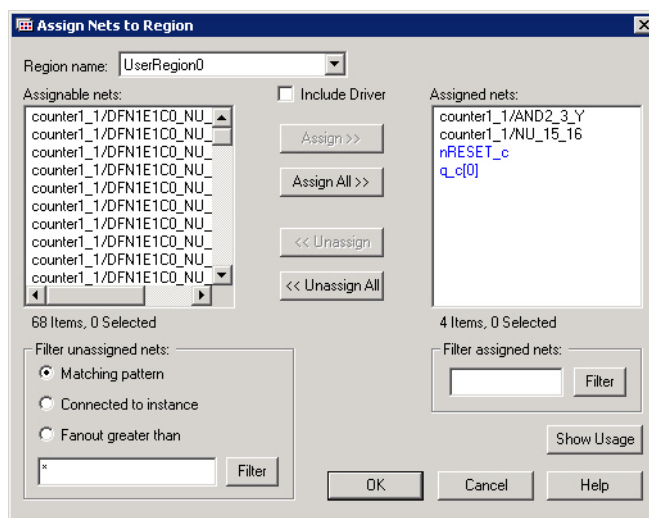 Assign Nets to Region
Region name: UserRegion0
Assignable nets:
Include Driver
Assigned nets:
counter1_1/DFN1E1C0_NU_
counter1_1/DFN1E1C0_NU_
counter1_1/DFN1E1C0_NU_
counter1_1/DFN1E1C0_NU_
counter1_1/DFN1E1C0_NU_
counter1_1/DFN1E1C0_NU_
counter1_1/DFN1E1C0_NU_
counter1_1/DFN1E1C0_NU_
counter1_1/DFN1E1C0_NU_
counter1_1/DFN1E1C0_NU_
Assign >>
Assign All >>
<< Unassign
<< Unassign All
counter1_1/AND2_3_Y
counter1_1/NU_15_16
nRESET_c
q_c[0]
68 Items, 0 Selected
4 Items, 0 Selected
Filter unassigned nets:
Matching pattern
Connected to instance
Fanout greater than
*
Filter
Filter assigned nets:
Filter
Show Usage
OK
Cancel
Help